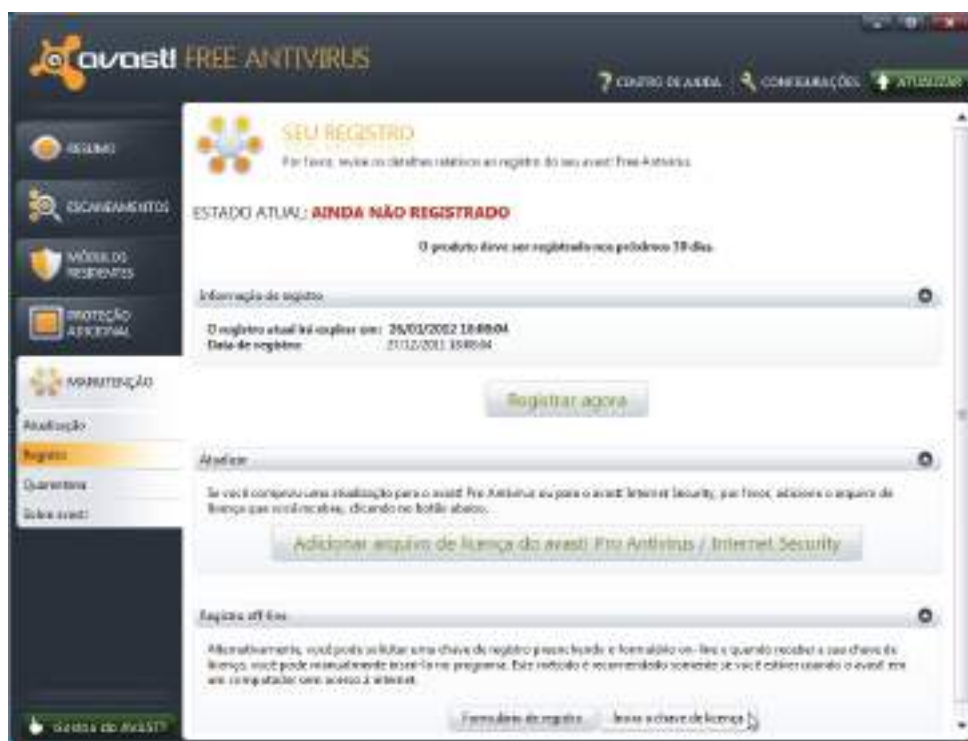 avast! FREE ANTIVIRUS
CENTRO DE AJUDA
CONFIGURAÇÕES
ATUALIZAR
RESUMO
ESCANEAMENTOS
MÓDULOS
RESIDENTES
PROTEÇÃO
ADICIONAL
MANUTENÇÃO
Atualização
Registro
Quarentena
Sobre avast!
Gostou do AVAST?
SEU REGISTRO
Por favor, revise os detalhes relativos ao registro do seu avast! Free Antivirus.
ESTADO ATUAL: AINDA NÃO REGISTRADO
O produto deve ser registrado nos próximos 30 dias.
Informação de registro
O registro atual irá expirar em: 26/01/2012
Data de registro: 27/12/2011
Registrar agora
Atualizar
Se você comprou uma atualização para o avast! Pro Antivirus ou para o avast! Internet Security, por favor, adicione o arquivo de
licença que você recebeu, clicando no botão abaixo.
Adicionar arquivo de licença do avast! Pro Antivirus / Internet Security
Registro off-line
Alternativamente, você pode solicitar uma chave de registro preenchendo o formulário on-line e quando receber a sua chave de
licença, você pode manualmente inseri-la no programa. Este método é recomendado somente se você estiver usando o avast! em
um computador sem acesso à internet.
Formulário de registro
Insira a chave de licença